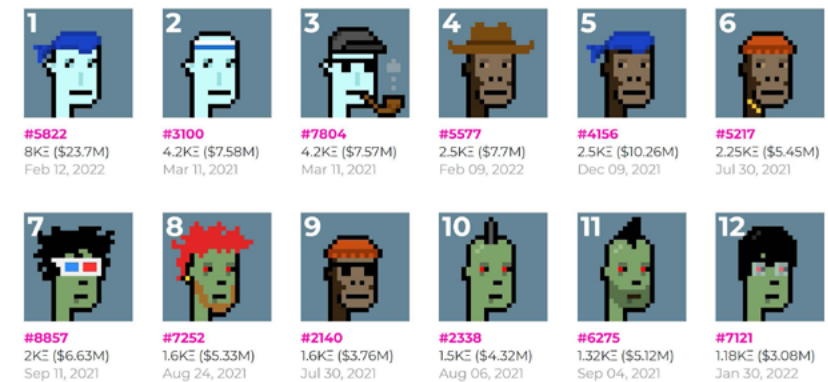 1
#5822
8KΞ ($23.7M)
Feb 12, 2022
2
#3100
4.2KΞ ($7.58M)
Mar 11, 2021
3
#7804
4.2KΞ ($7.57M)
Mar 11, 2021
4
#5577
2.5KΞ ($7.7M)
Feb 09, 2022
5
#4156
2.5KΞ ($10.26M)
Dec 09, 2021
6
#5217
2.25KΞ ($5.45M)
Jul 30, 2021
7
#8857
2KΞ ($6.63M)
Sep 11, 2021
8
#7252
1.6KΞ ($5.33M)
Aug 24, 2021
9
#2140
1.6KΞ ($3.76M)
Jul 30, 2021
10
#2338
1.5KΞ ($4.32M)
Aug 06, 2021
11
#6275
1.32KΞ ($5.12M)
Sep 04, 2021
12
#7121
1.18KΞ ($3.08M)
Jan 30, 2022